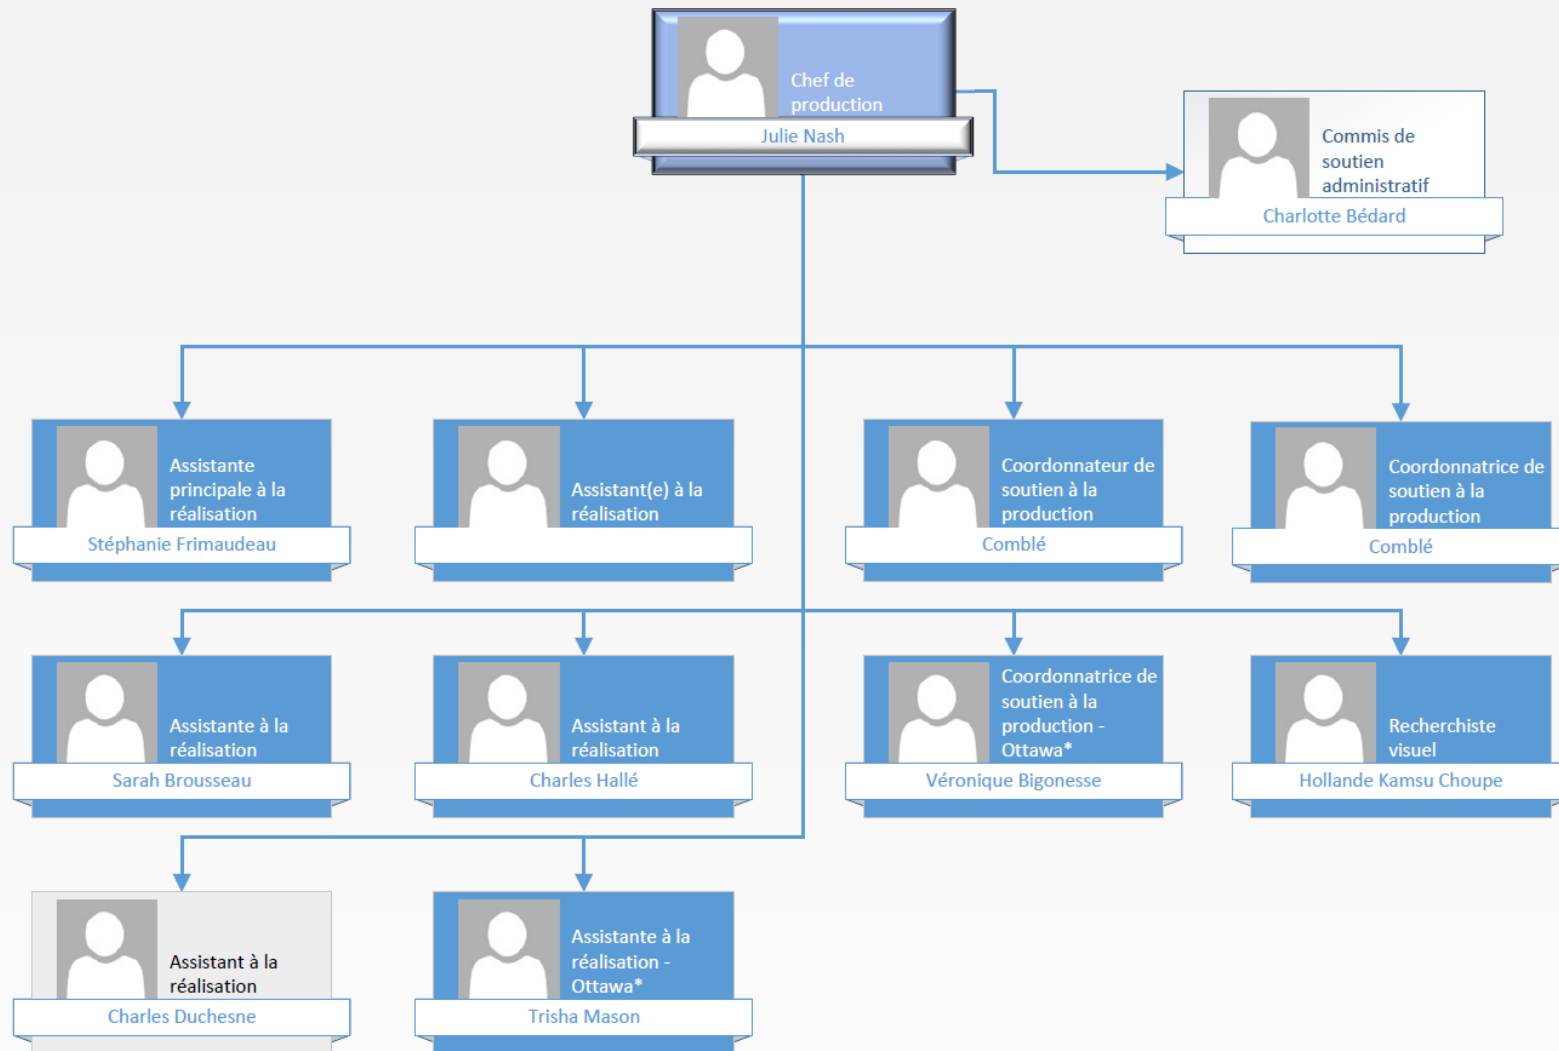 Chef de
production
Julie Nash
Commis de
soutien
administratif
Charlotte Bédard
Assistante
principale à la
réalisation
Stéphanie Frimaudeau
Assistant(e) à la
réalisation
Coordonnateur de
soutien à la
production
Comblé
Coordonnatrice de
soutien à la
production
Comblé
Assistante à la
réalisation
Sarah Brousseau
Assistant à la
réalisation
Charles Hallé
Coordonnatrice de
soutien à la
production -
Ottawa*
Véronique Bigonesse
Recherchiste
visuel
Hollande Kamsu Choupe
Assistant à la
réalisation
Charles Duchesne
Assistante à la
réalisation -
Ottawa*
Trisha Mason